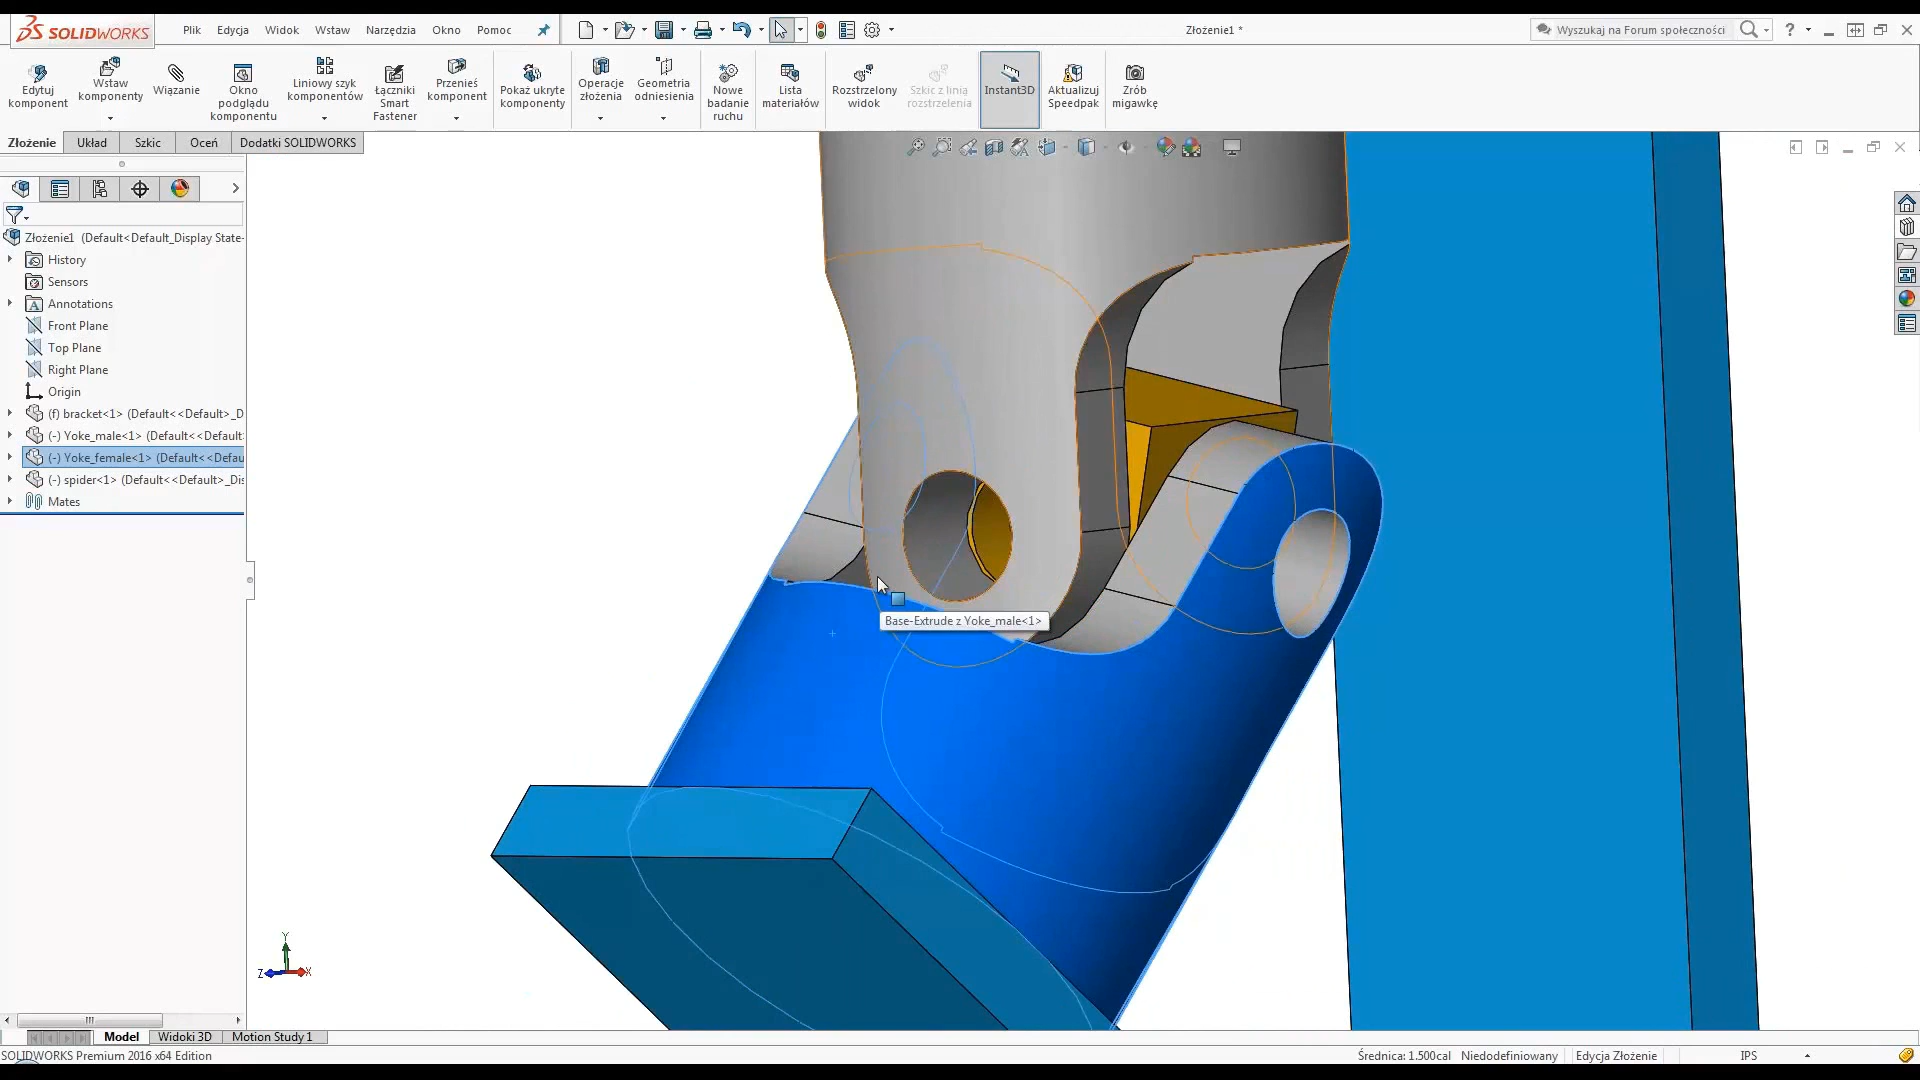 SOLIDWORKS
Plik Edycja Widok Wstaw Narzędzia Okno Pomoc
Złożenie1 *
Wyszukaj na Forum społeczności
Edytuj komponent
Wstaw komponenty
Wiązanie
Okno podglądu komponentu
Liniowy szyk komponentów
Łączniki Smart Fastener
Przenieś komponent
Pokaż ukryte komponenty
Operacje złożenia
Geometria odniesienia
Nowe badanie ruchu
Lista materiałów
Rozstrzelony widok
Szkic z linią rozstrzelenia
Instant3D
Aktualizuj Speedpak
Zrób migawkę
Złożenie Układ Szkic Oceń Dodatki SOLIDWORKS
Złożenie1 (Default<Default_Display State-
History
Sensors
A Annotations
Front Plane
Top Plane
Right Plane
Origin
(f) bracket<1> (Default<<Default>_D
(-) Yoke_male<1> (Default<<Default
(-) Yoke_female<1> (Default<<Defau
(-) spider<1> (Default<<Default>_Dis
Mates
Base-Extrude z Yoke_male<1>
Y
Z X
Model Widoki 3D Motion Study 1
SOLIDWORKS Premium 2016 x64 Edition
Średnica: 1.500cal Niedodefiniowany Edycja Złożenie IPS